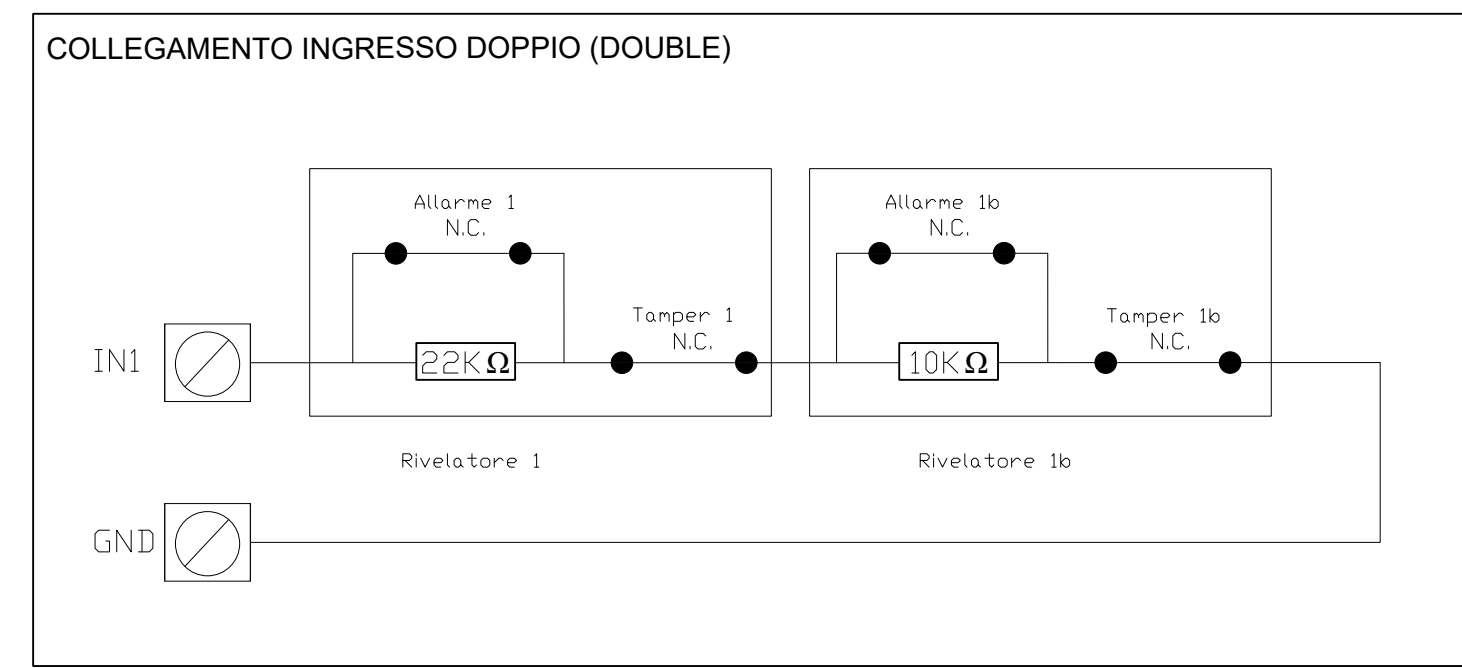 COLLEGAMENTO INGRESSO DOPPIO (DOUBLE)
Allarme 1
N.C.
Allarme 1b
N.C.
Tamper 1
N.C.
Tamper 1b
N.C.
IN1
22KΩ
10KΩ
Rivelatore 1
Rivelatore 1b
GND